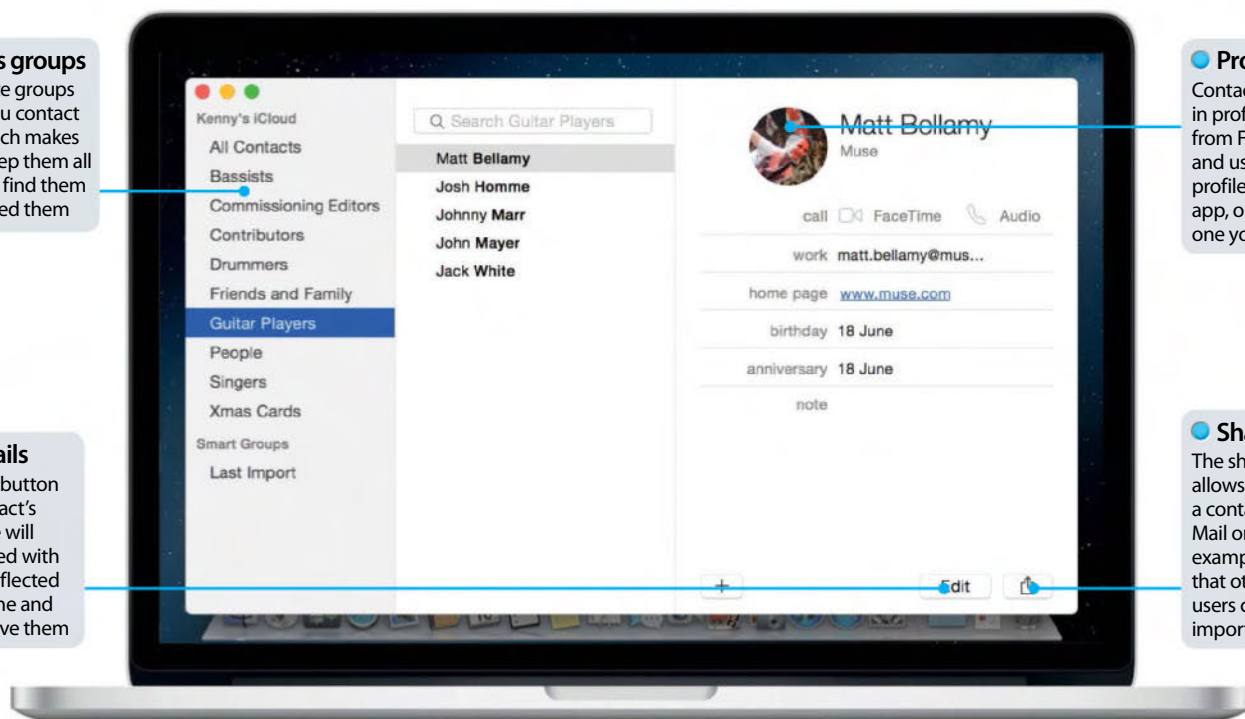 s groups
e groups
u contact
ch makes
ep them all
find them
ed them
ails
button
act's
will
ed with
flected
ne and
ve them
Kenny's iCloud
All Contacts
Bassists
Commissioning Editors
Contributors
Drummers
Friends and Family
Guitar Players
People
Singers
Xmas Cards
Smart Groups
Last Import
Search Guitar Players
Matt Bellamy
Josh Homme
Johnny Marr
John Mayer
Jack White
Matt Bellamy
Muse
call FaceTime Audio
work matt.bellamy@mus...
home page www.muse.com
birthday 18 June
anniversary 18 June
note
+ Edit
Pro
Contac
in prof
from F
and us
profile
app, o
one yo
Sha
The sh
allows
a conta
Mail or
examp
that ot
users c
import